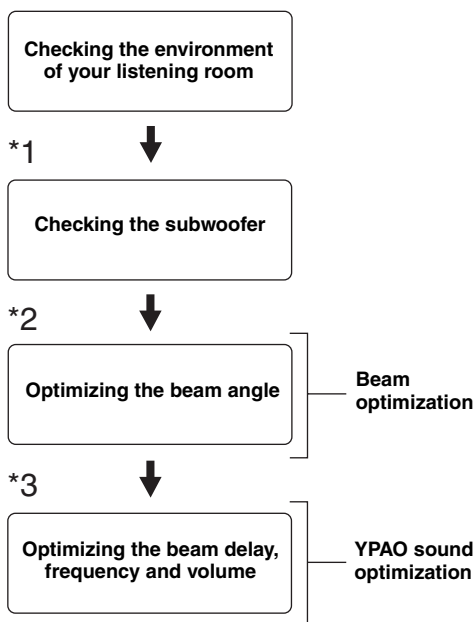 Checking the environment
of your listening room
*1
Checking the subwoofer
*2
Optimizing the beam angle
Beam
optimization
*3
Optimizing the beam delay,
frequency and volume
YPAO sound
optimization